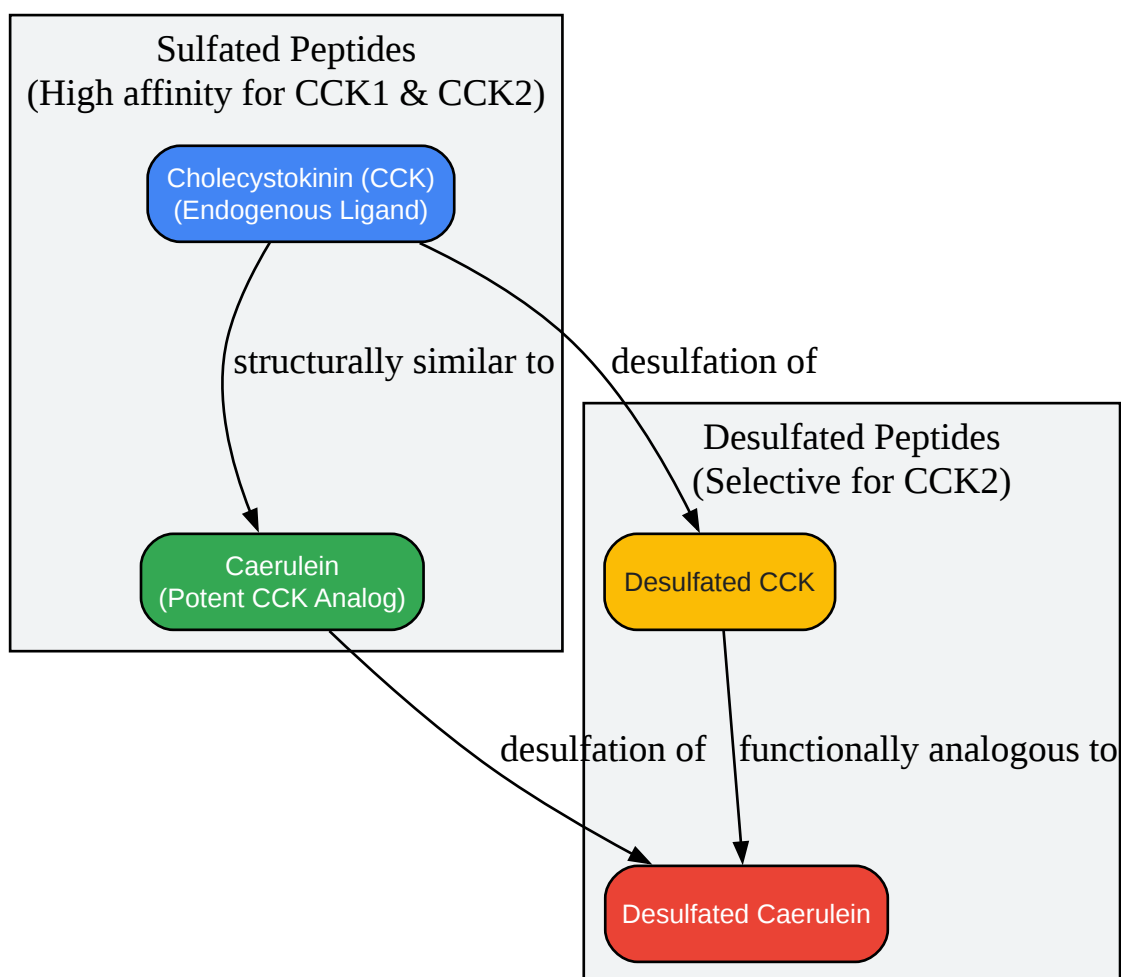 Sulfated Peptides
(High affinity for CCK1 & CCK2)
Cholecystokinin (CCK)
(Endogenous Ligand)
structurally similar to
desulfation of
Desulfated Peptides
(Selective for CCK2)
Caerulein
(Potent CCK Analog)
Desulfated CCK
desulfation of
functionally analogous to
Desulfated Caerulein